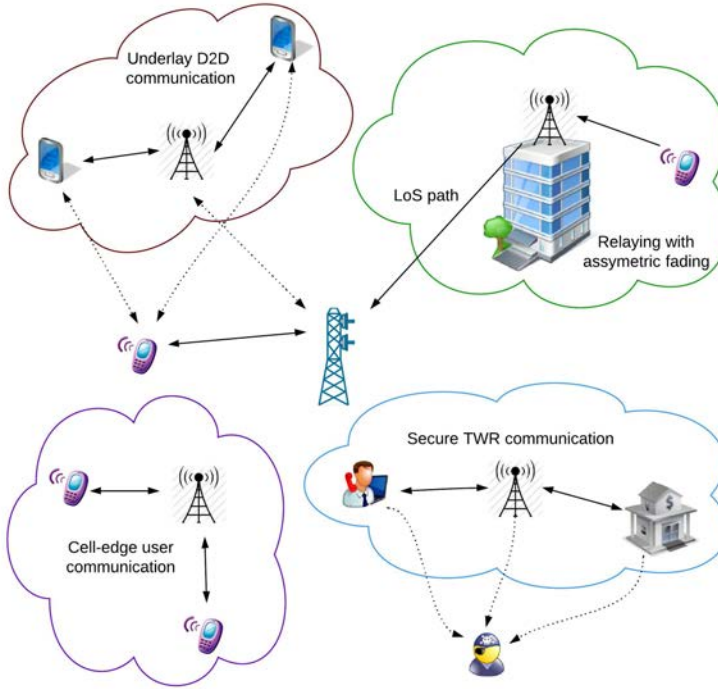 Underlay D2D
communication
LoS path
Relaying with
assymetric fading
Secure TWR communication
Cell-edge user
communication
$